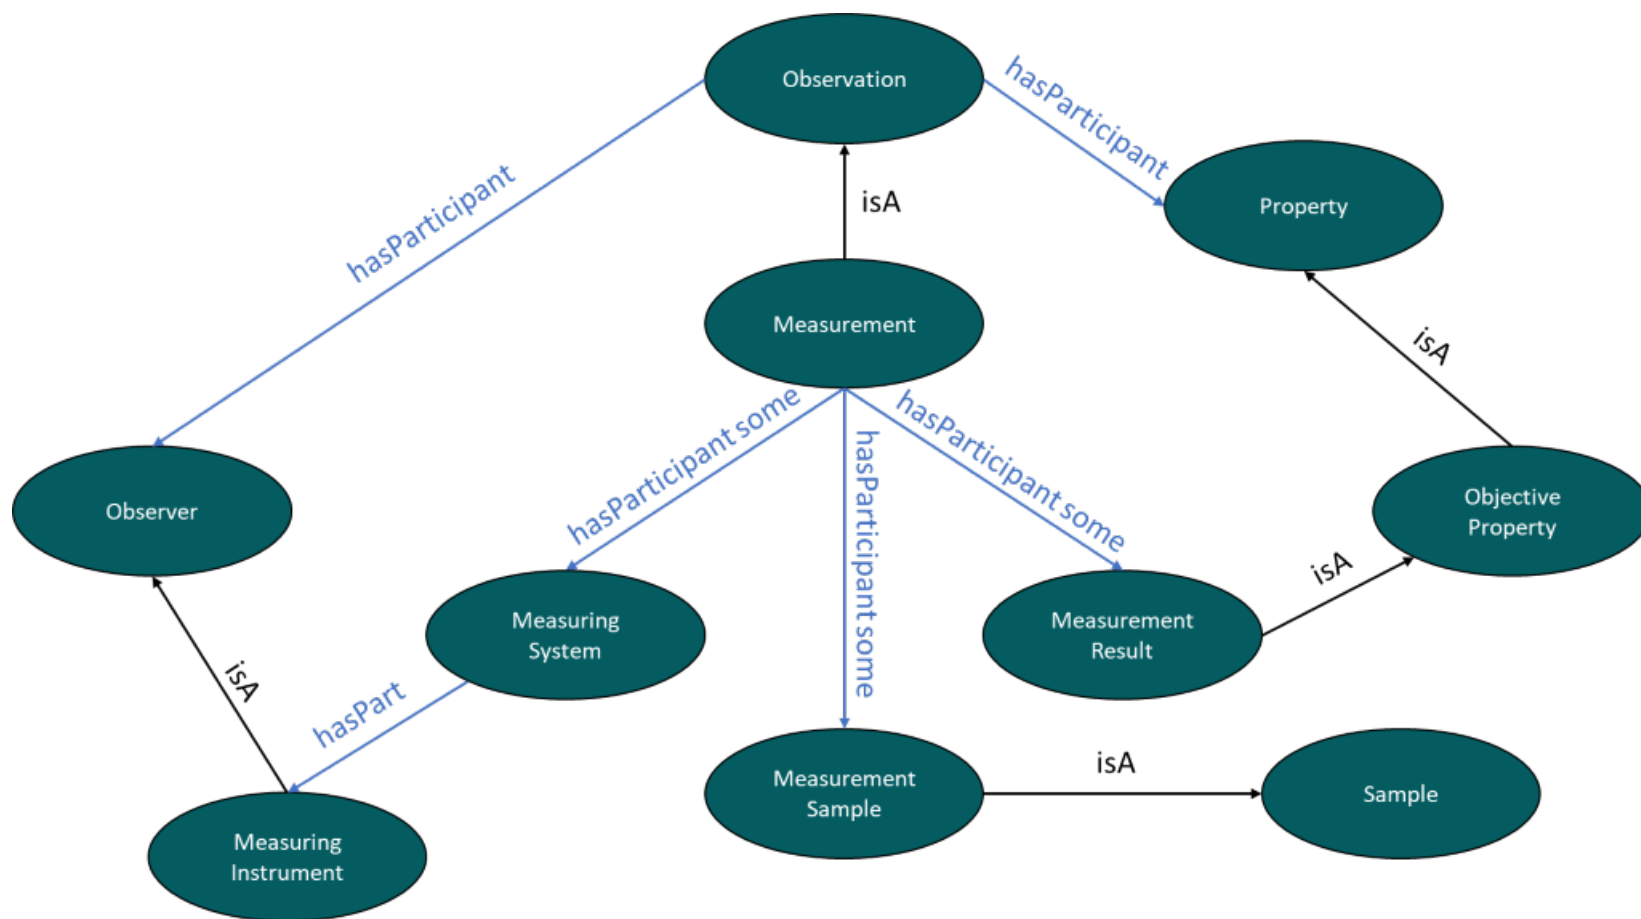 Observation
hasParticipant
hasParticipant
Property
isA
Measurement
isA
hasParticipant some
hasParticipant some
hasParticipant some
Observer
Objective
Property
isA
Measuring
System
Measurement
Result
isA
hasPart
Measurement
Sample
isA
Sample
Measuring
Instrument